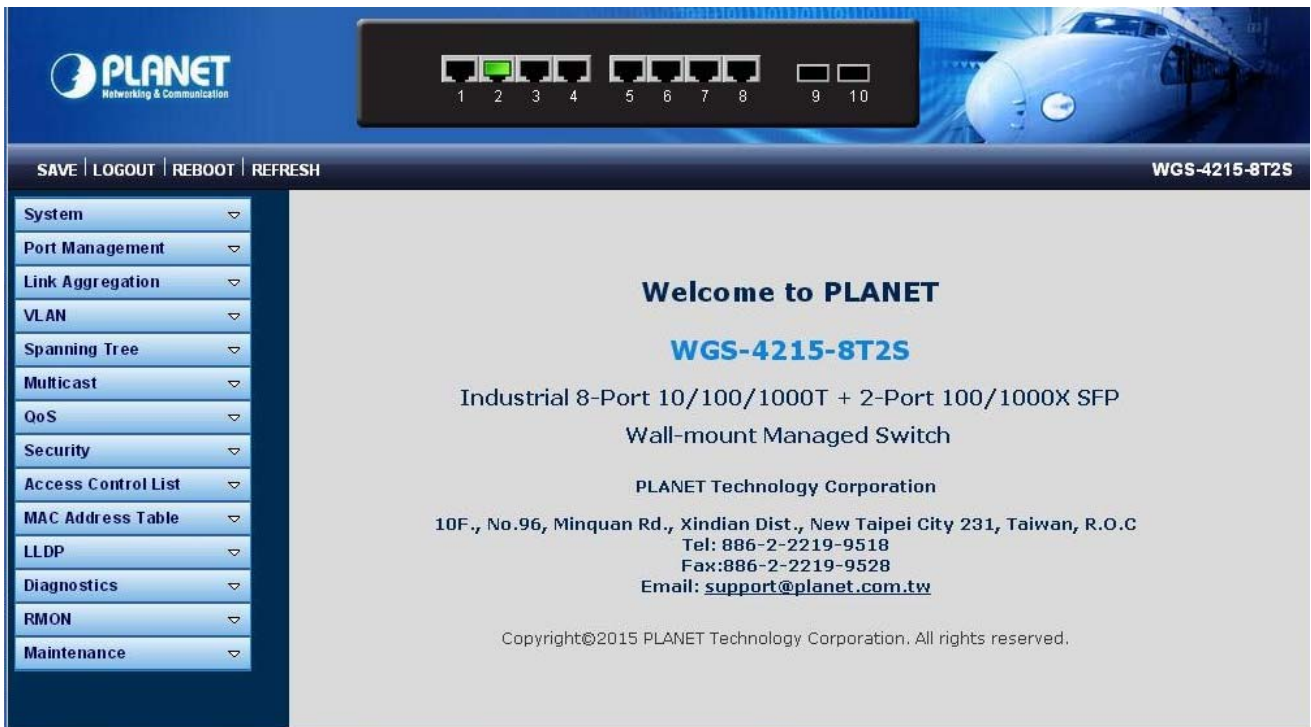 PLANET
Networking & Communication
1 2 3 4 5 6 7 8 9 10
SAVE | LOGOUT | REBOOT | REFRESH
WGS-4215-8T2S
System
Port Management
Link Aggregation
VLAN
Spanning Tree
Multicast
QoS
Security
Access Control List
MAC Address Table
LLDP
Diagnostics
RMON
Maintenance
Welcome to PLANET
WGS-4215-8T2S
Industrial 8-Port 10/100/1000T + 2-Port 100/1000X SFP
Wall-mount Managed Switch
PLANET Technology Corporation
10F., No.96, Minquan Rd., Xindian Dist., New Taipei City 231, Taiwan, R.O.C
Tel: 886-2-2219-9518
Fax:886-2-2219-9528
Email: support@planet.com.tw
Copyright©2015 PLANET Technology Corporation. All rights reserved.